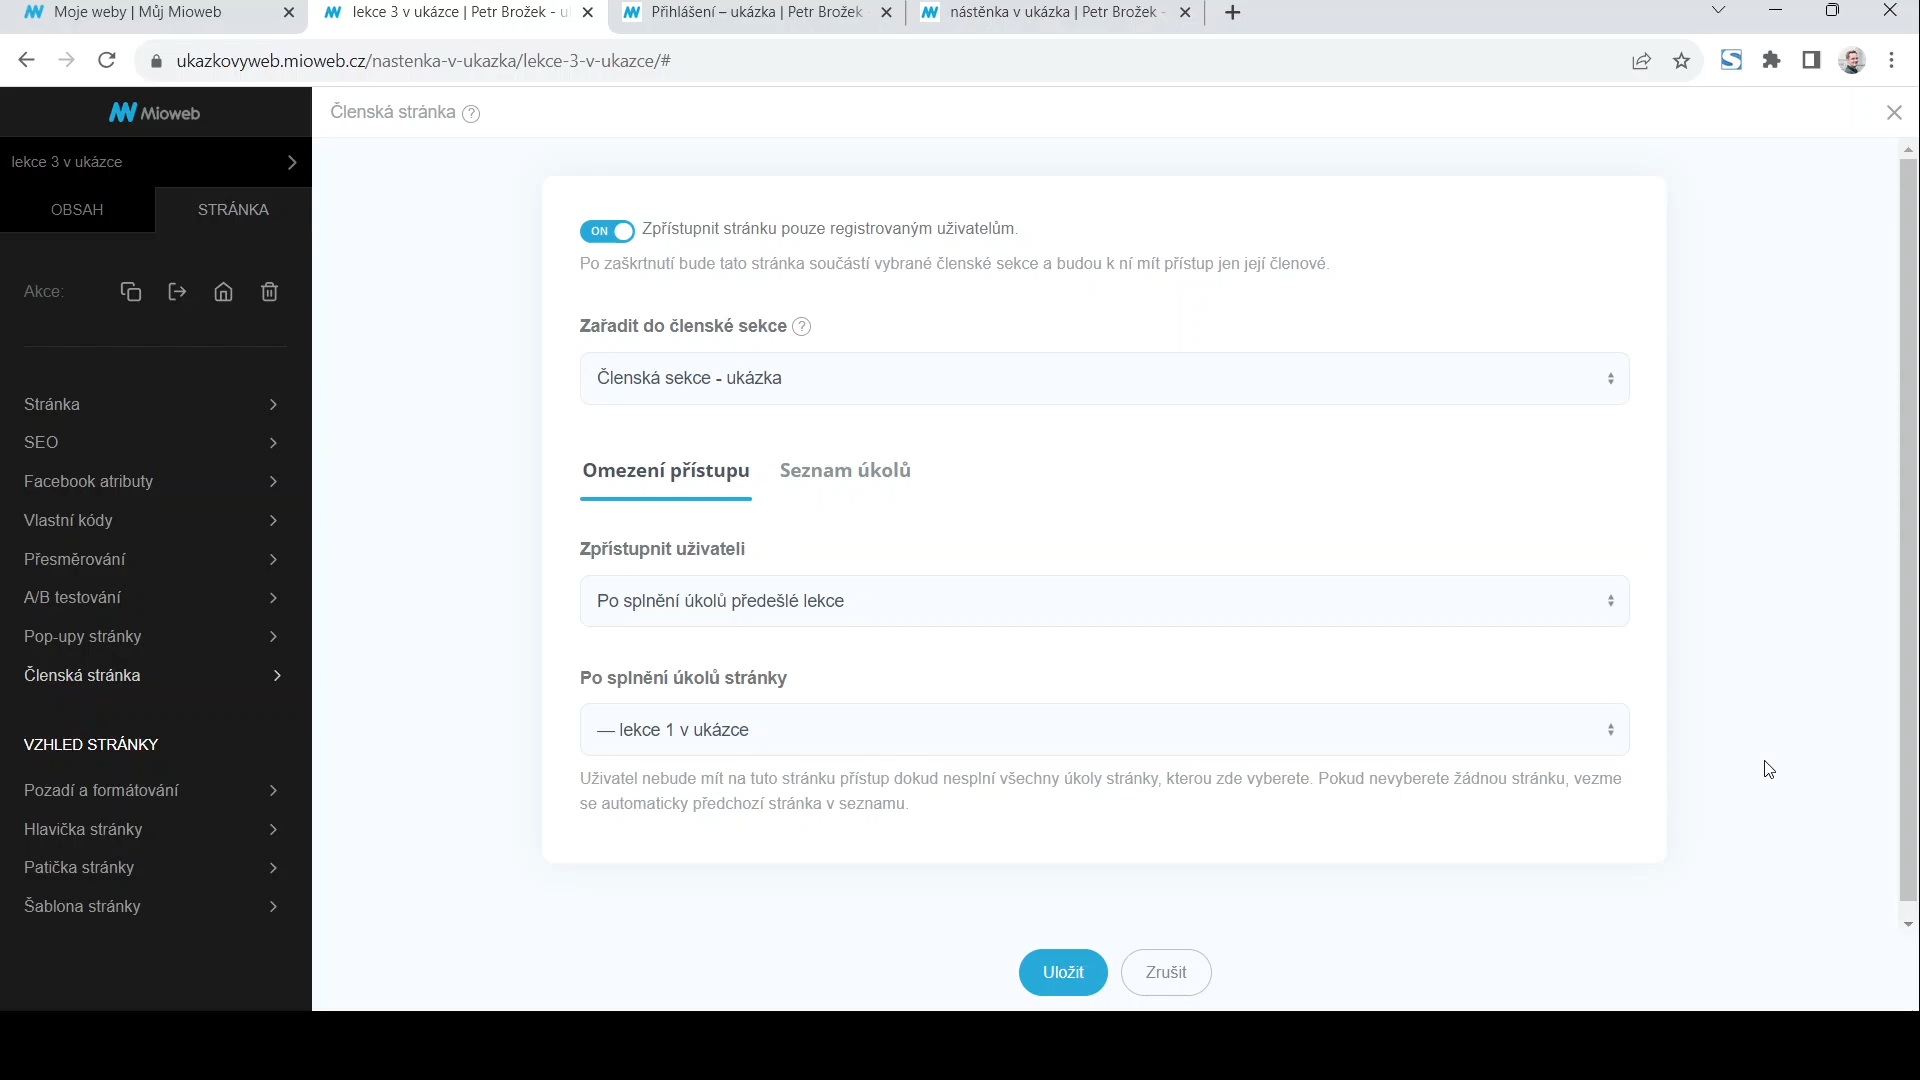 Moje weby | Můj Mioweb
lekce 3 v ukázce | Petr Brožek - u
Přihlášení – ukázka | Petr Brožek
nástěnka v ukázka | Petr Brožek -
ukazkovyweb.mioweb.cz/nastenka-v-ukazka/lekce-3-v-ukazce/#
Mioweb
Členská stránka ?
lekce 3 v ukázce
OBSAH
STRÁNKA
Akce:
Stránka
SEO
Facebook atributy
Vlastní kódy
Přesměrování
A/B testování
Pop-upy stránky
Členská stránka
VZHLED STRÁNKY
Pozadí a formátování
Hlavička stránky
Patička stránky
Šablona stránky
ON Zpřístupnit stránku pouze registrovaným uživatelům.
Po zaškrtnutí bude tato stránka součástí vybrané členské sekce a budou k ní mít přístup jen její členové.
Zařadit do členské sekce ?
Členská sekce - ukázka
Omezení přístupu
Seznam úkolů
Zpřístupnit uživateli
Po splnění úkolů předešlé lekce
Po splnění úkolů stránky
— lekce 1 v ukázce
Uživatel nebude mít na tuto stránku přístup dokud nesplní všechny úkoly stránky, kterou zde vyberete. Pokud nevyberete žádnou stránku, vezme
se automaticky předchozí stránka v seznamu.
Uložit
Zrušit